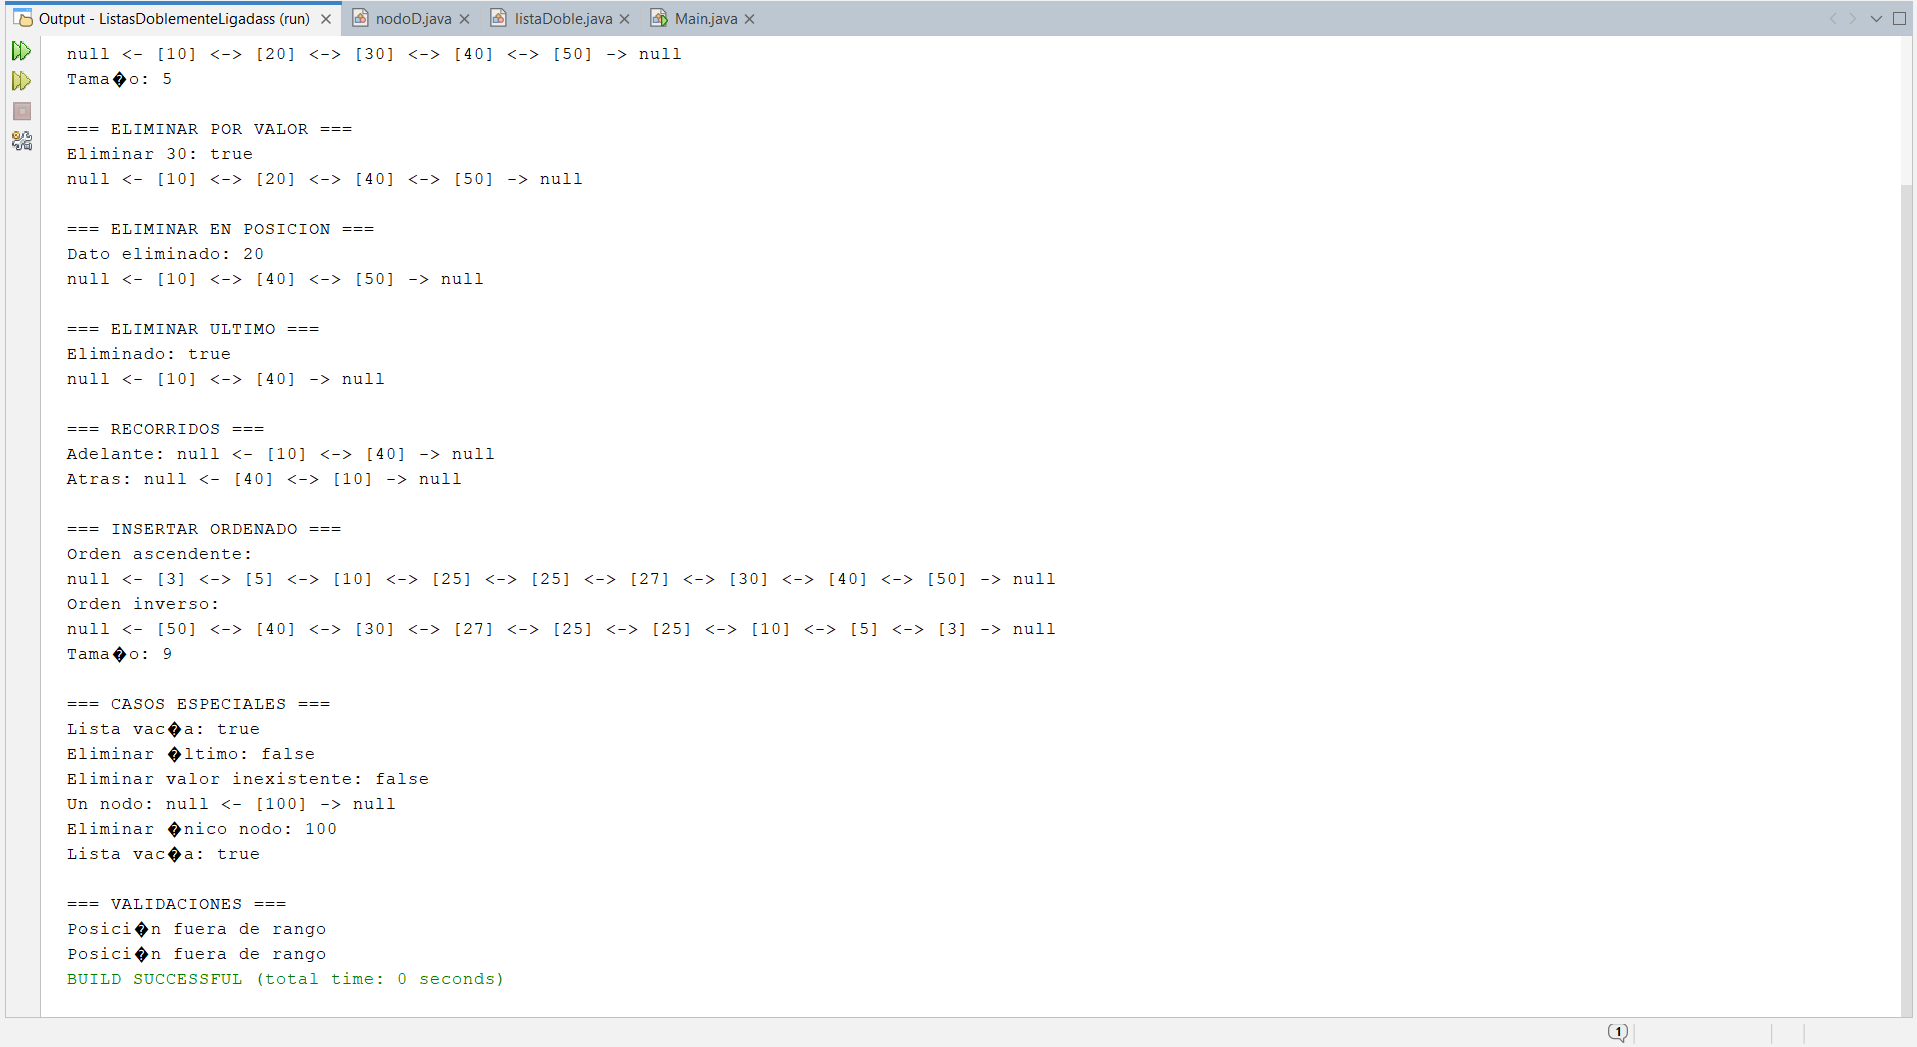 Output - ListasDoblementeLigadass (run) nodoD.java listaDoble.java Main.java
null <- [10] <-> [20] <-> [30] <-> [40] <-> [50] -> null
Tama�o: 5
=== ELIMINAR POR VALOR ===
Eliminar 30: true
null <- [10] <-> [20] <-> [40] <-> [50] -> null
=== ELIMINAR EN POSICION ===
Dato eliminado: 20
null <- [10] <-> [40] <-> [50] -> null
=== ELIMINAR ULTIMO ===
Eliminado: true
null <- [10] <-> [40] -> null
=== RECORRIDOS ===
Adelante: null <- [10] <-> [40] -> null
Atras: null <- [40] <-> [10] -> null
=== INSERTAR ORDENADO ===
Orden ascendente:
null <- [3] <-> [5] <-> [10] <-> [25] <-> [25] <-> [27] <-> [30] <-> [40] <-> [50] -> null
Orden inverso:
null <- [50] <-> [40] <-> [30] <-> [27] <-> [25] <-> [25] <-> [10] <-> [5] <-> [3] -> null
Tama�o: 9
=== CASOS ESPECIALES ===
Lista vac�a: true
Eliminar �ltimo: false
Eliminar valor inexistente: false
Un nodo: null <- [100] -> null
Eliminar �nico nodo: 100
Lista vac�a: true
=== VALIDACIONES ===
Posici�n fuera de rango
Posici�n fuera de rango
BUILD SUCCESSFUL (total time: 0 seconds)
1